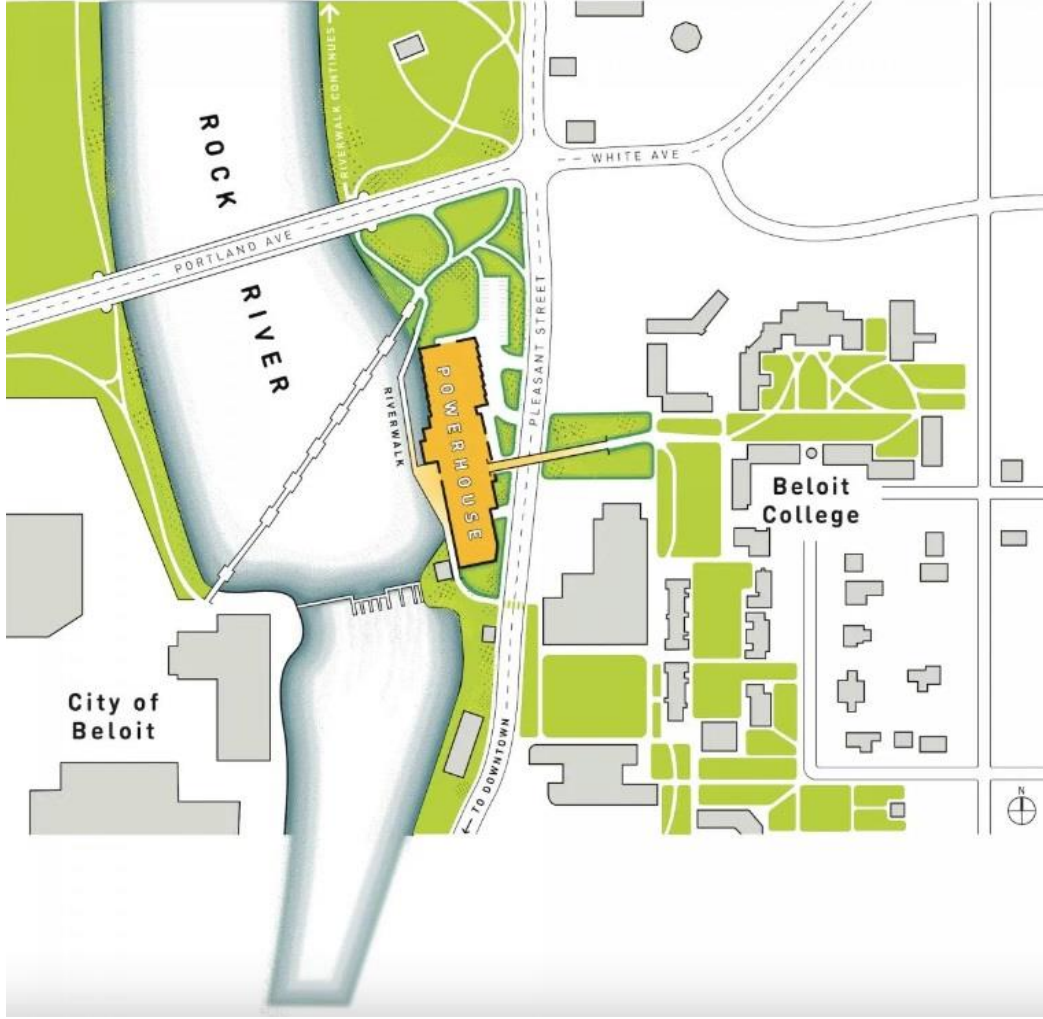 RIVERWALK CONTINUES
ROCK
RIVER
WHITE AVE
PORTLAND AVE
PLEASANT STREET
RIVERWALK
POWERHOUSE
Beloit
College
City of
Beloit
TO DOWNTOWN
N